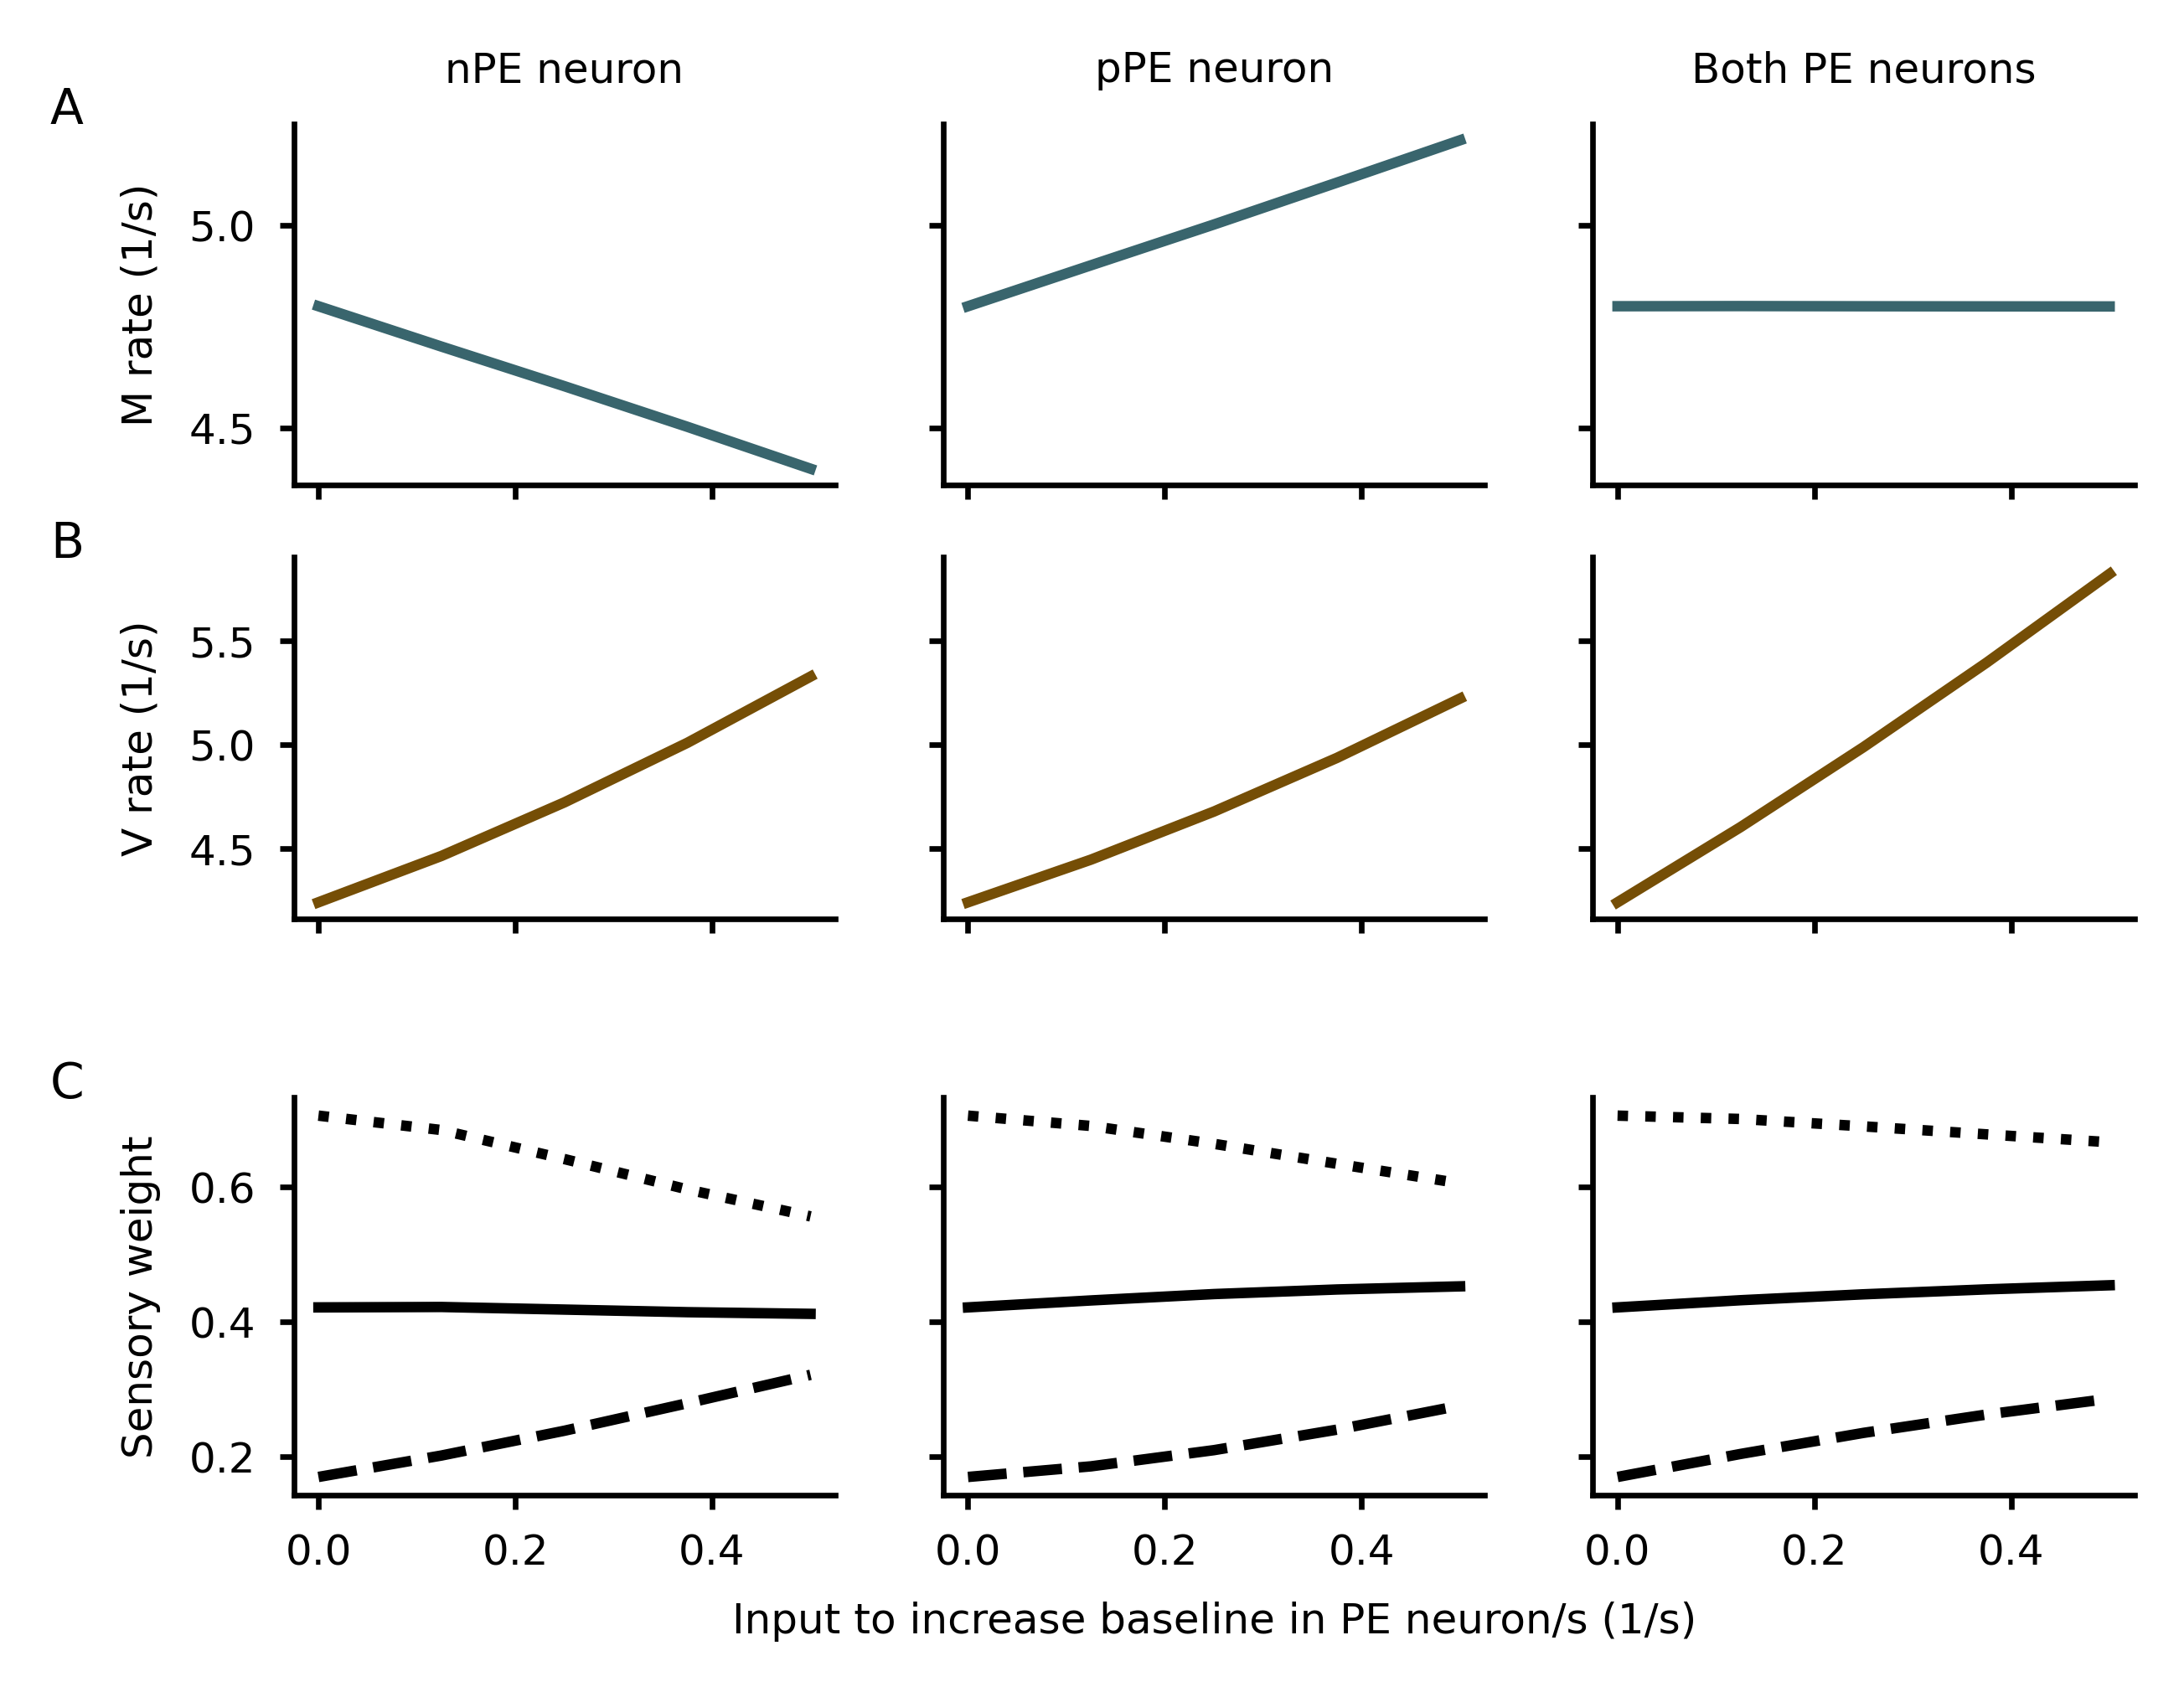 nPE neuron pPE neuron Both PE neurons
A
M rate (1/s)
5.0
4.5
B
V rate (1/s)
5.5
5.0
4.5
C
Sensory weight
0.6
0.4
0.2
0.0 0.2 0.4 0.0 0.2 0.4 0.0 0.2 0.4
Input to increase baseline in PE neuron/s (1/s)